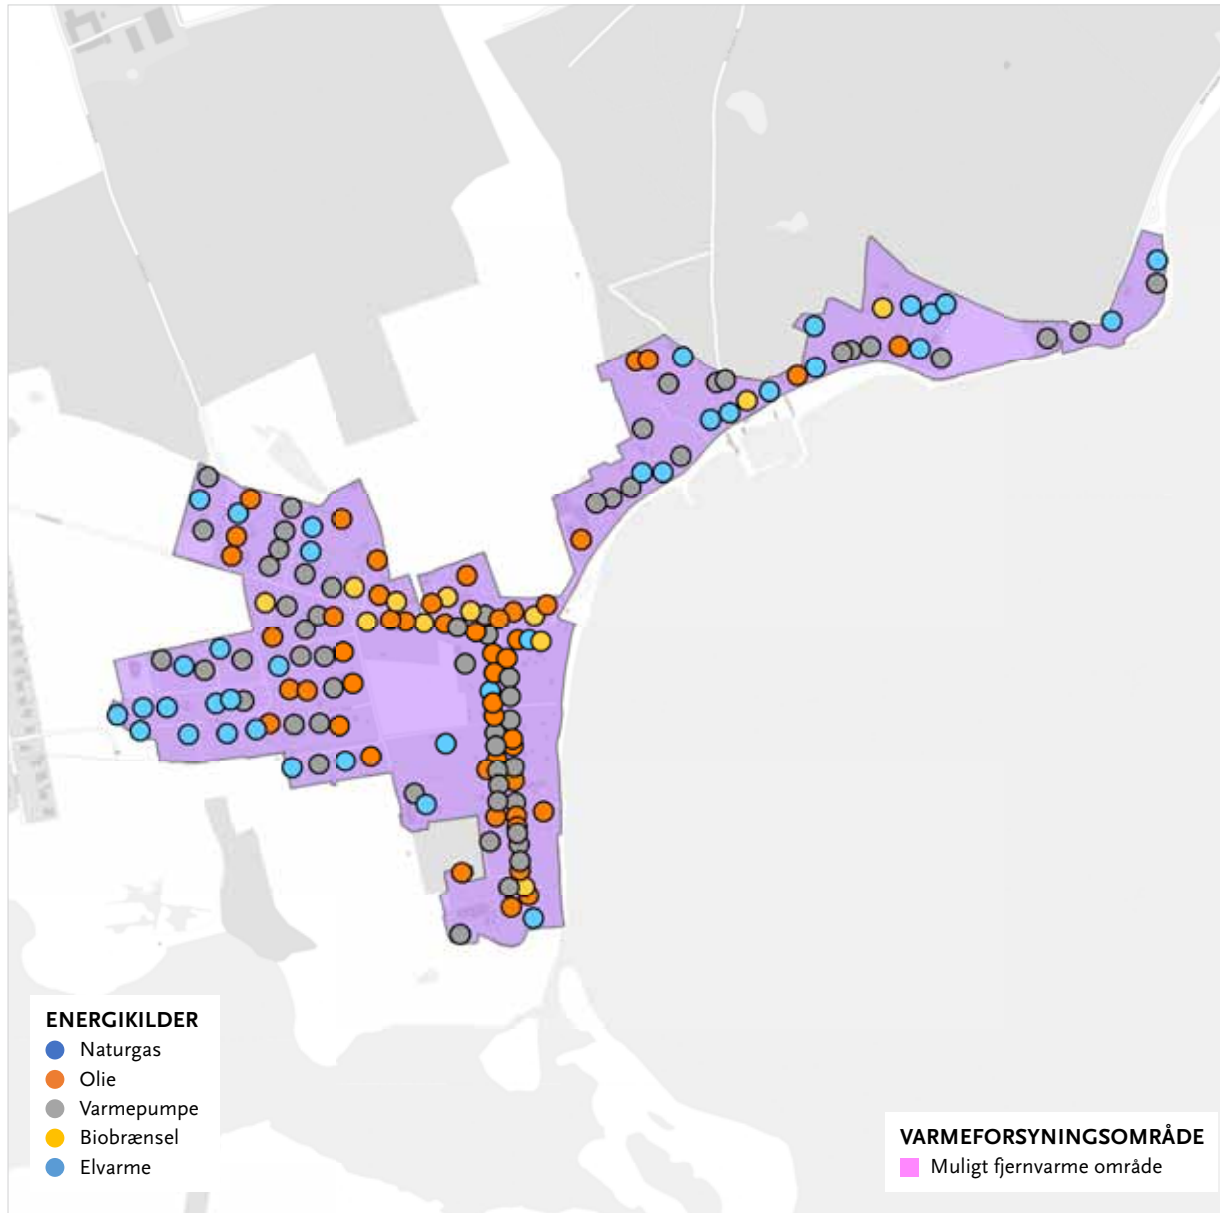 ENERGIKILDER
Naturgas
Olie
Varmepumpe
Biobrænsel
Elvarme
VARMEFORSYNINGSOMRÅDE
Muligt fjernvarme område